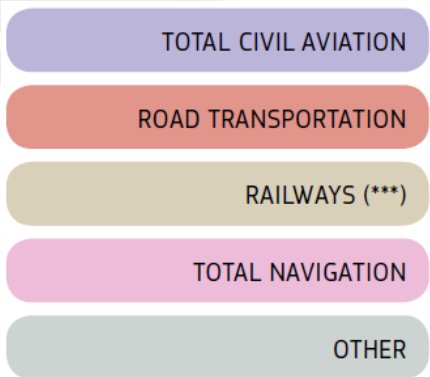 TOTAL CIVIL AVIATION
ROAD TRANSPORTATION
RAILWAYS (***)
TOTAL NAVIGATION
OTHER